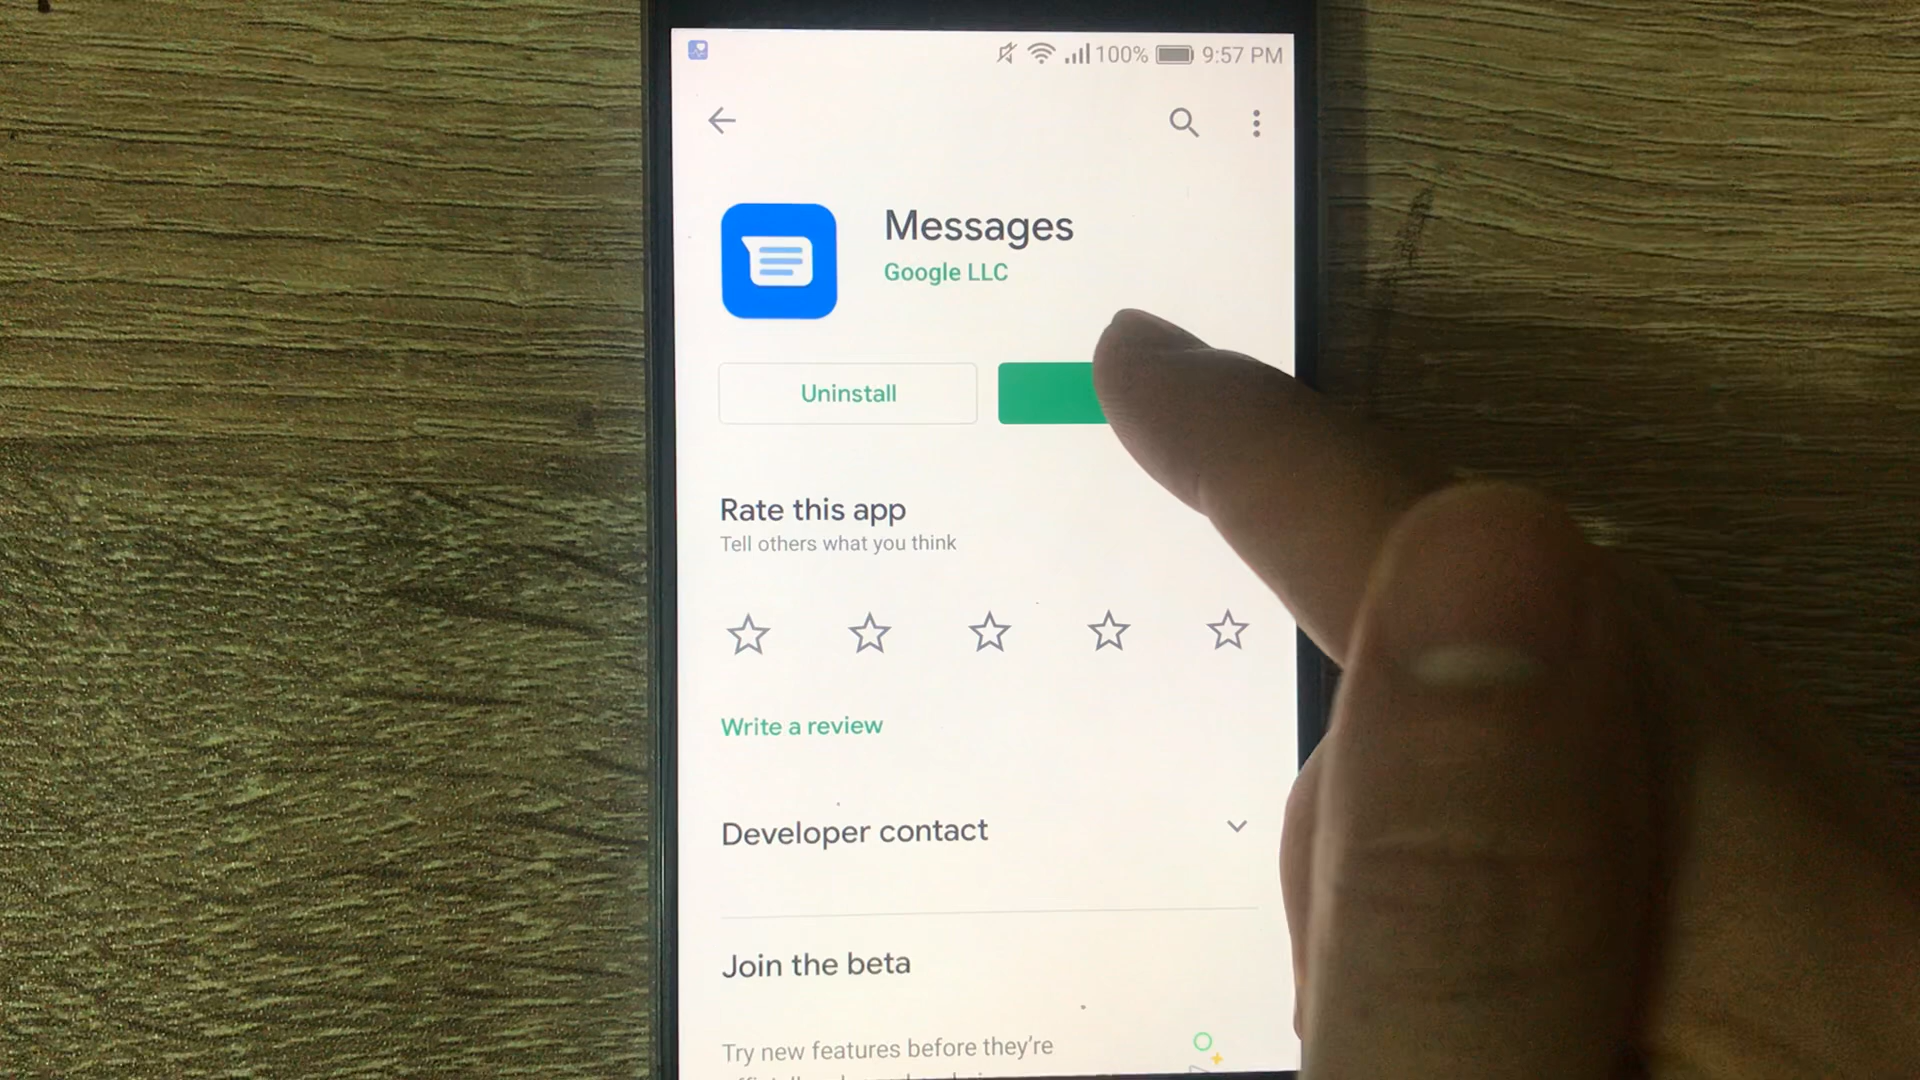 100% 9:57 PM
Messages
Google LLC
Uninstall
Rate this app
Tell others what you think
Write a review
Developer contact
Join the beta
Try new features before they're